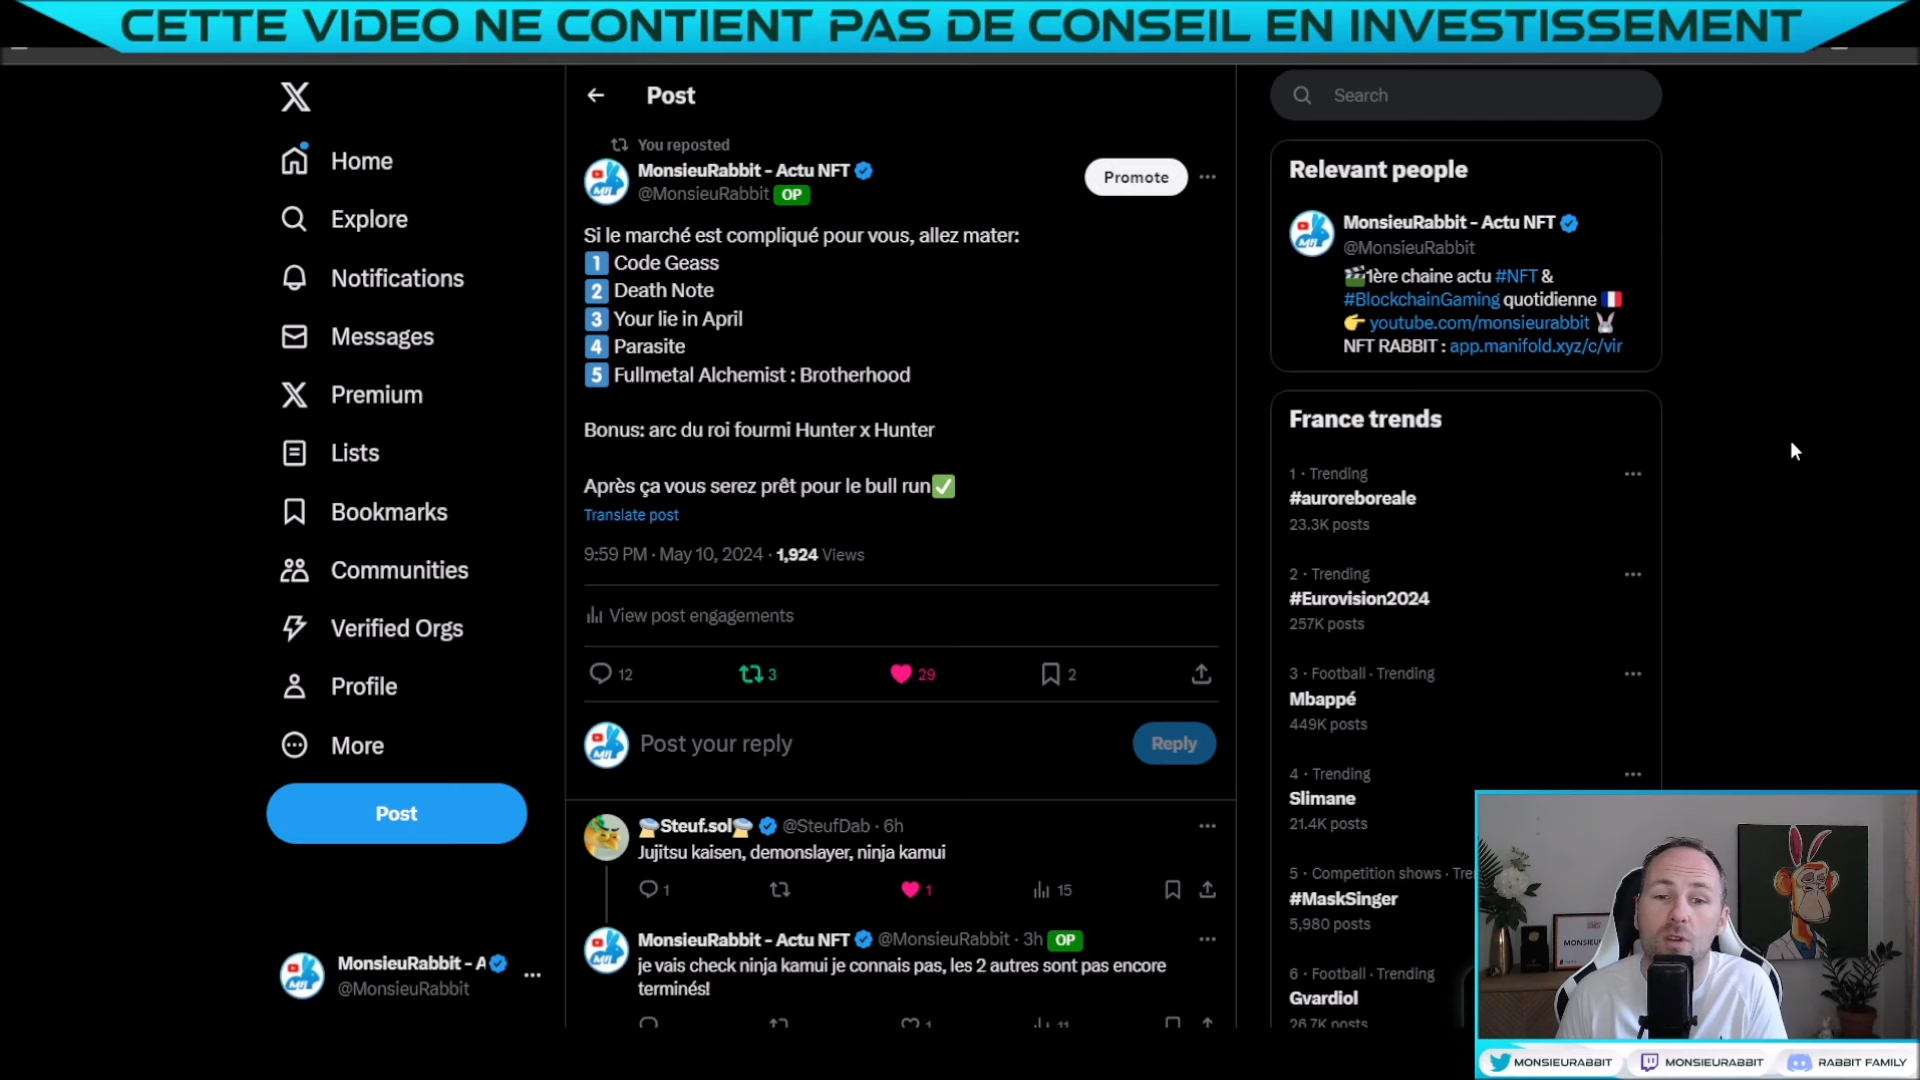 CETTE VIDEO NE CONTIENT PAS DE CONSEIL EN INVESTISSEMENT
Home
Explore
Notifications
Messages
Premium
Lists
Bookmarks
Communities
Verified Orgs
Profile
More
Post
MonsieuRabbit - A
@MonsieuRabbit
Post
You reposted
MonsieuRabbit - Actu NFT
@MonsieuRabbit OP
Promote
Si le marché est compliqué pour vous, allez mater:
1 Code Geass
2 Death Note
3 Your lie in April
4 Parasite
5 Fullmetal Alchemist : Brotherhood
Bonus: arc du roi fourmi Hunter x Hunter
Après ça vous serez prêt pour le bull run✅
Translate post
9:59 PM · May 10, 2024 · 1,924 Views
View post engagements
12 3 29 2
Post your reply
Reply
Steuf.sol @SteufDab · 6h
Jujitsu kaisen, demonslayer, ninja kamui
1 1 15
MonsieuRabbit - Actu NFT @MonsieuRabbit · 3h OP
je vais check ninja kamui je connais pas, les 2 autres sont pas encore
terminés!
1 11
Search
Relevant people
MonsieuRabbit - Actu NFT
@MonsieuRabbit
🎬1ère chaine actu #NFT &
#BlockchainGaming quotidienne 🇫🇷
👉 youtube.com/monsieurabbit 🐰
NFT RABBIT : app.manifold.xyz/c/vir
France trends
1 · Trending
#auroreboreale
23.3K posts
2 · Trending
#Eurovision2024
257K posts
3 · Football · Trending
Mbappé
449K posts
4 · Trending
Slimane
21.4K posts
5 · Competition shows · Tre
#MaskSinger
5,980 posts
6 · Football · Trending
Gvardiol
26.7K posts
MONSIEU
MONSIEURABBIT MONSIEURABBIT RABBIT FAMILY